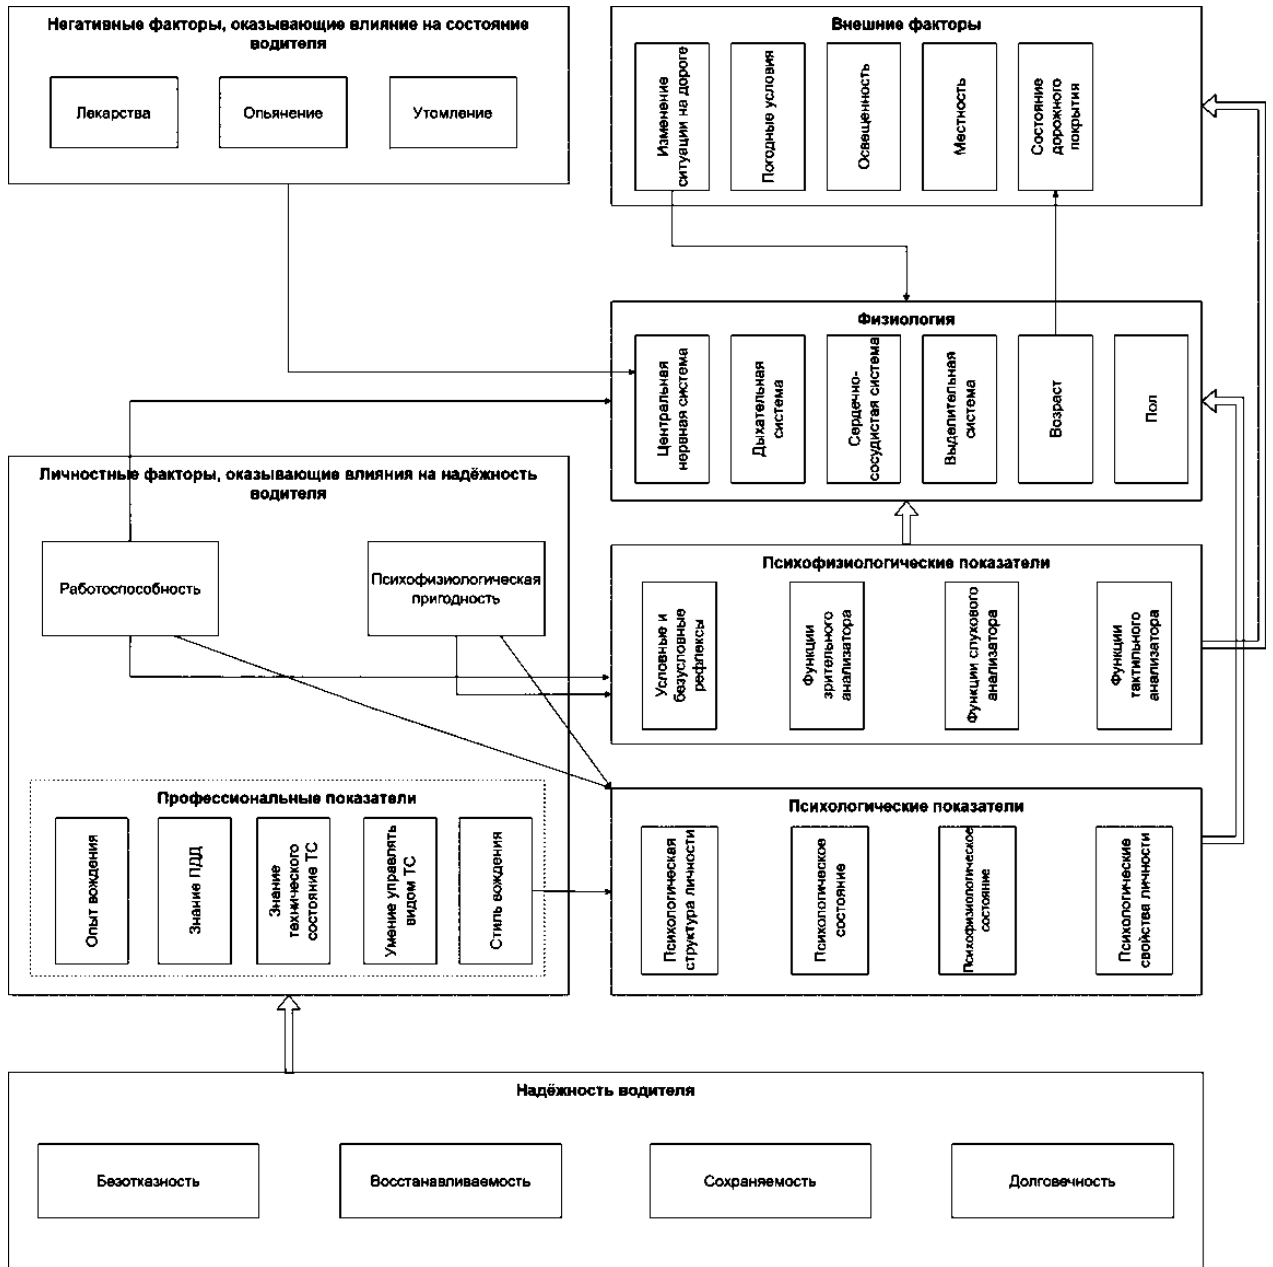 Негативные факторы, оказывающие влияние на состояние
водителя
Лекарства
Опьянение
Утомление
Внешние факторы
Изменение
ситуации на дороге
Погодные условия
Освещенность
Местность
Состояние
дорожного
покрытия
Физиология
Центральная
нервная система
Дыхательная
система
Сердечно-
сосудистая система
Выделительная
система
Возраст
Пол
Личностные факторы, оказывающие влияния на надёжность
водителя
Работоспособность
Психофизиологическая
пригодность
Психофизиологические показатели
Условные и
безусловные
рефлексы
Функции
зрительного
анализатора
Функции слухового
анализатора
Функции
тактильного
анализатора
Профессиональные показатели
Опыт вождения
Знание ПДД
Знание
технического
состояние ТС
Умение управлять
видом ТС
Стиль вождения
Психологические показатели
Психологическая
структура личности
Психологическое
состояние
Психофизиологическое
состояние
Психологические
свойства личности
Надёжность водителя
Безотказность
Восстанавливаемость
Сохраняемость
Долговечность